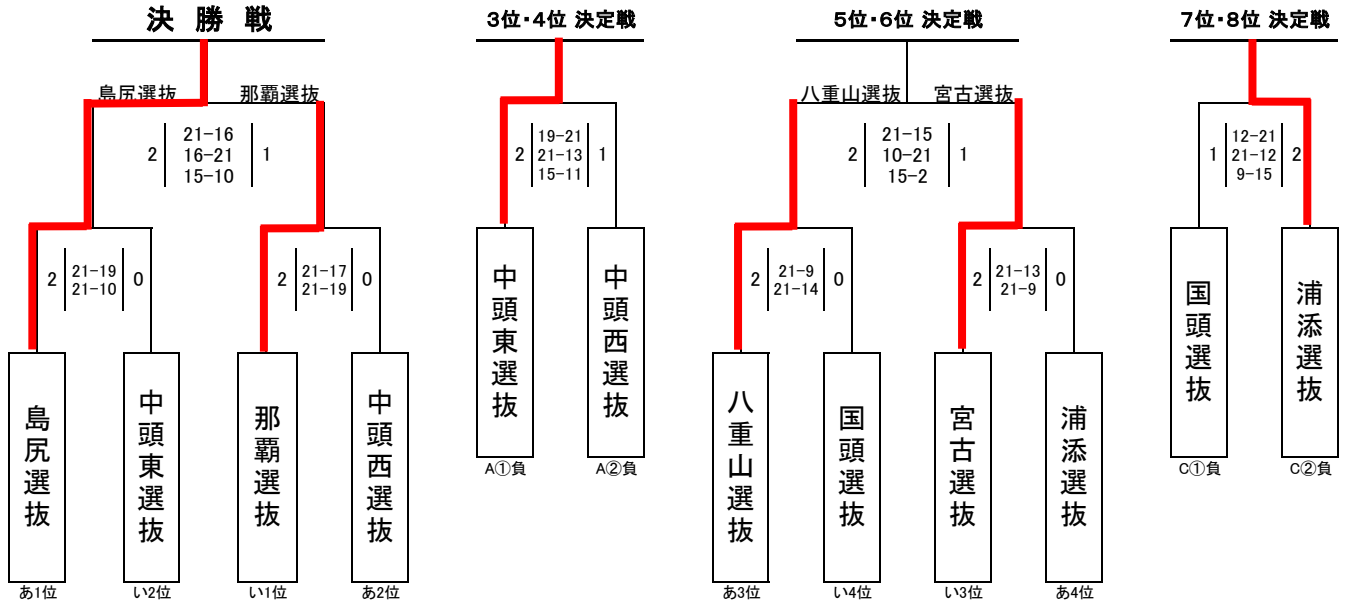 決勝戦
島尻選抜 那覇選抜
2 21-16 1
16-21
15-10
2 21-19 0
21-10
2 21-17 0
21-19
島尻選抜
中頭東選抜
那覇選抜
中頭西選抜
あ1位 い2位 い1位 あ2位
3位・4位 決定戦
2 19-21 1
21-13
15-11
中頭東選抜
中頭西選抜
A①負 A②負
5位・6位 決定戦
八重山選抜 宮古選抜
2 21-15 1
10-21
15-2
2 21-9 0
21-14
2 21-13 0
21-9
八重山選抜
国頭選抜
宮古選抜
浦添選抜
あ3位 い4位 い3位 あ4位
7位・8位 決定戦
1 12-21 2
21-12
9-15
国頭選抜
浦添選抜
C①負 C②負